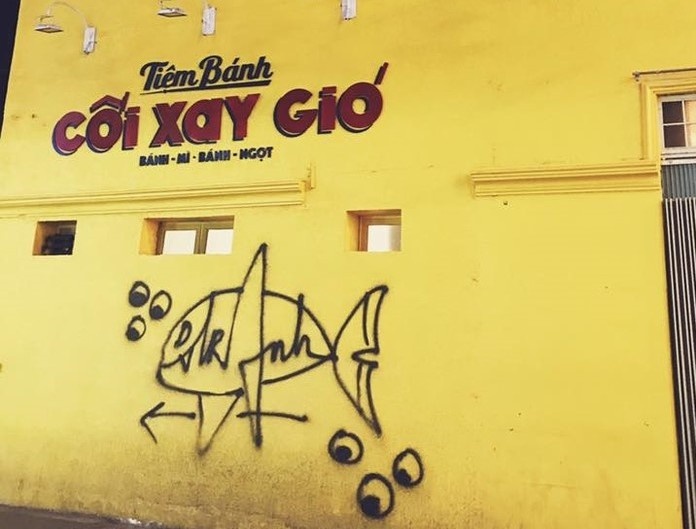 Tiệm Bánh
CỐI XAY GIÓ
BÁNH - MÌ - BÁNH - NGỌT